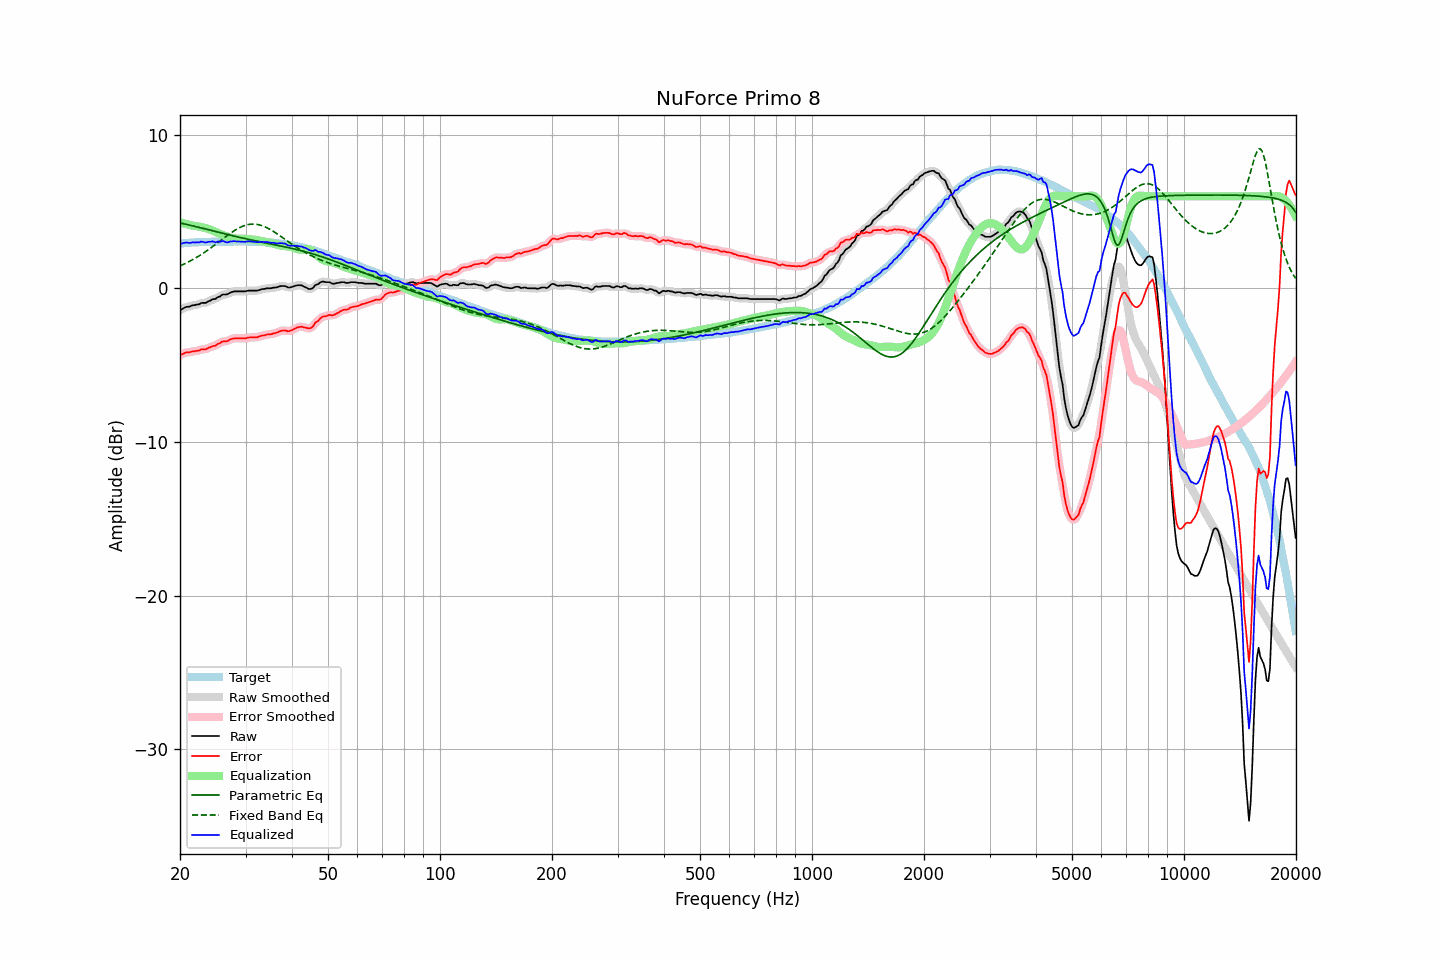 NuForce Primo 8
Amplitude (dBr)
10
0
−10
−20
−30
Target
Raw Smoothed
Error Smoothed
Raw
Error
Equalization
Parametric Eq
Fixed Band Eq
Equalized
20 50 100 200 500 1000 2000 5000 10000 20000
Frequency (Hz)